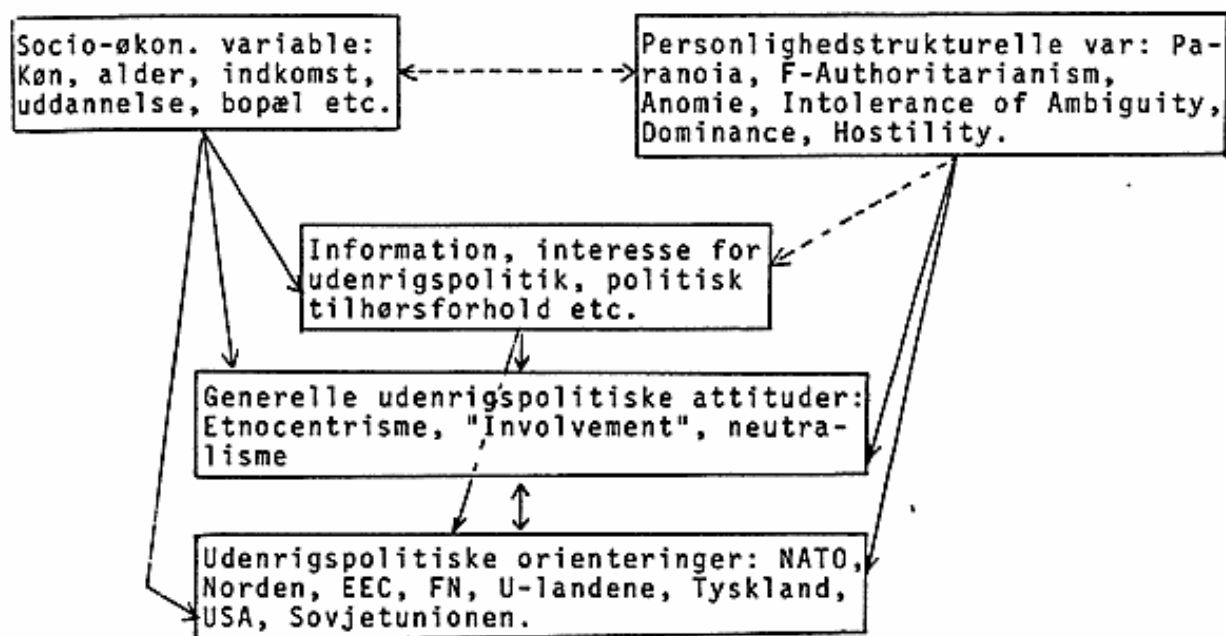 Socio-økon. variable:
Køn, alder, indkomst,
uddannelse, bopæl etc.
Personlighedstrukturelle var: Pa-
ranoia, F-Authoritarianism,
Anomie, Intolerance of Ambiguity,
Dominance, Hostility.
Information, interesse for
udenrigspolitik, politisk
tilhørsforhold etc.
Generelle udenrigspolitiske attituder:
Etnocentrisme, "Involvement", neutra-
lisme
Udenrigspolitiske orienteringer: NATO,
Norden, EEC, FN, U-landene, Tyskland,
USA, Sovjetunionen.